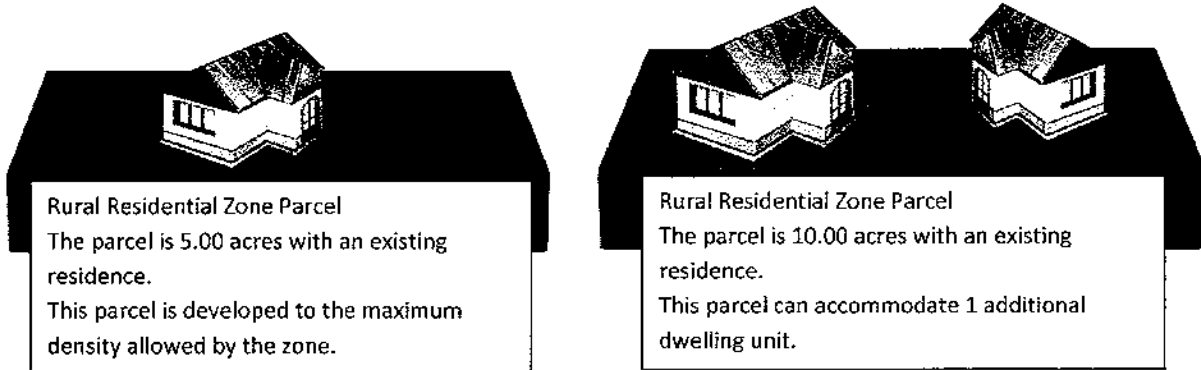 Rural Residential Zone Parcel
The parcel is 5.00 acres with an existing
residence.
This parcel is developed to the maximum
density allowed by the zone.
Rural Residential Zone Parcel
The parcel is 10.00 acres with an existing
residence.
This parcel can accommodate 1 additional
dwelling unit.